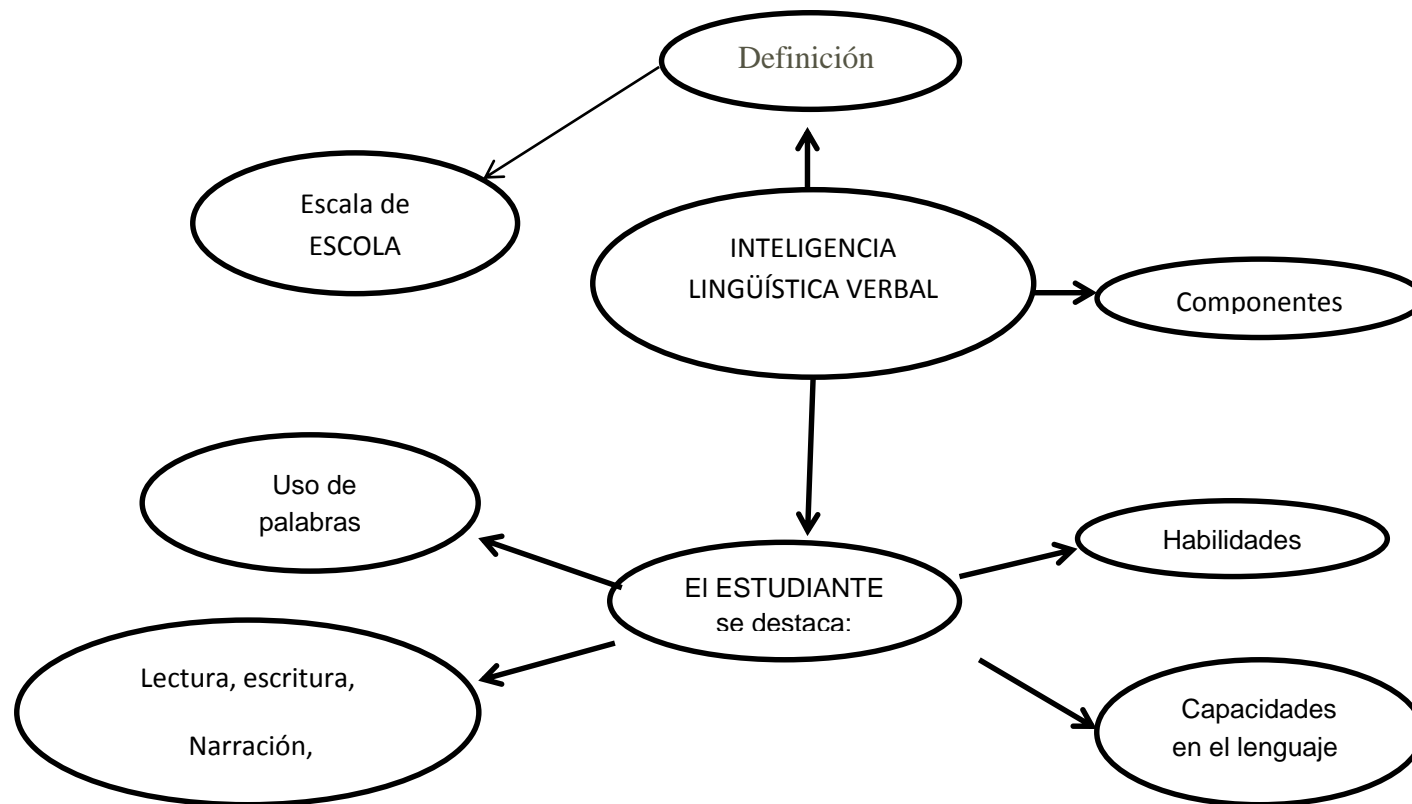 Definición
Escala de
ESCOLA
INTELIGENCIA
LINGÜÍSTICA VERBAL
Componentes
Uso de
palabras
El ESTUDIANTE
se destaca:
Habilidades
Lectura, escritura,
Narración,
Capacidades
en el lenguaje